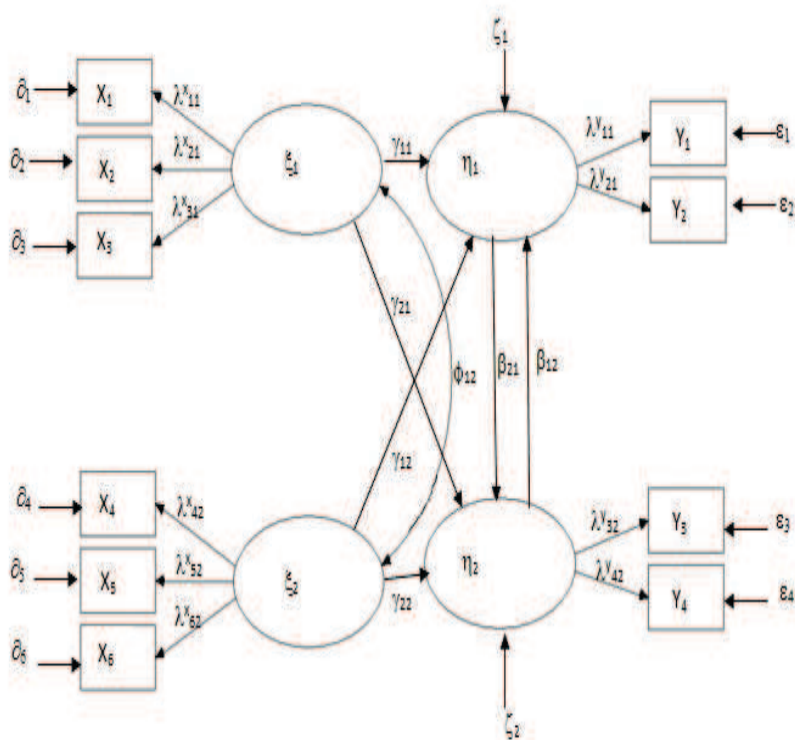 ζ₁
∂₁ X₁ λˣ₁₁
∂₂ X₂ λˣ₂₁
∂₃ X₃ λˣ₃₁
ξ₁
γ₁₁
η₁
λʸ₁₁ Y₁ ε₁
λʸ₂₁ Y₂ ε₂
γ₂₁
ϕ₁₂
β₂₁
β₁₂
γ₁₂
∂₄ X₄ λˣ₄₂
∂₅ X₅ λˣ₅₂
∂₆ X₆ λˣ₆₂
ξ₂
γ₂₂
η₂
λʸ₃₂ Y₃ ε₃
λʸ₄₂ Y₄ ε₄
ζ₂